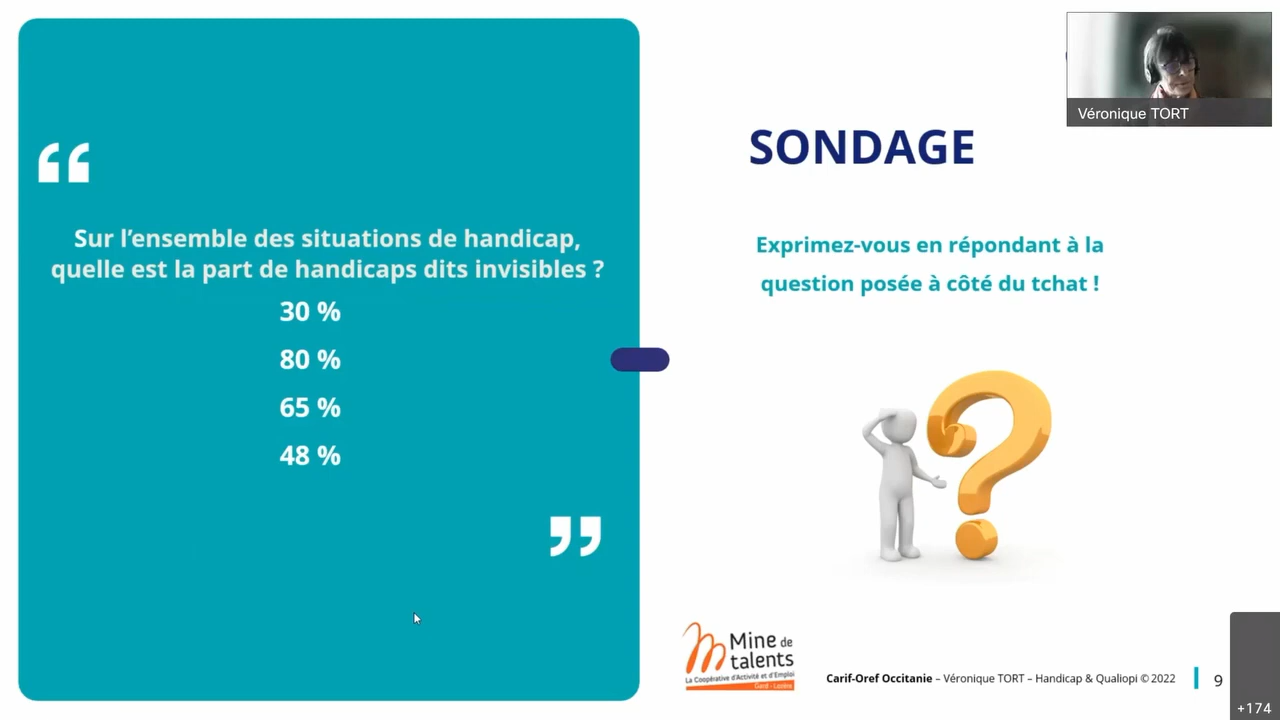 “
Sur l’ensemble des situations de handicap,
quelle est la part de handicaps dits invisibles ?
30 %
80 %
65 %
48 %
”
SONDAGE
Exprimez-vous en répondant à la
question posée à côté du tchat !
Véronique TORT
Mine de
talents
La Coopérative d'Activité et d'Emploi
Gard - Lozère
Carif-Oref Occitanie – Véronique TORT – Handicap & Qualiopi © 2022
9
+174